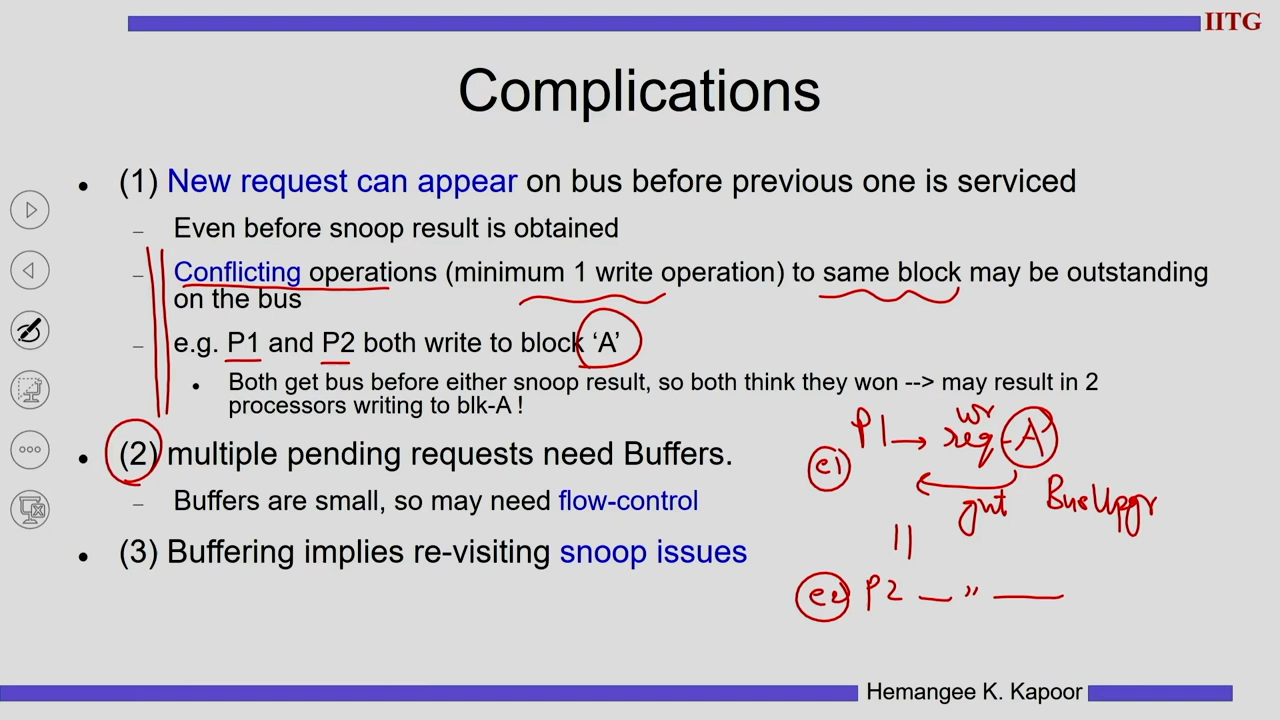 IITG
Complications
(1) New request can appear on bus before previous one is serviced
Even before snoop result is obtained
Conflicting operations (minimum 1 write operation) to same block may be outstanding
on the bus
e.g. P1 and P2 both write to block ‘A’
Both get bus before either snoop result, so both think they won --> may result in 2
processors writing to blk-A !
(2) multiple pending requests need Buffers.
Buffers are small, so may need flow-control
(3) Buffering implies re-visiting snoop issues
wr
P1 → req - A
c1
gnt BusUpgr
||
c2 P2 — " —
Hemangee K. Kapoor